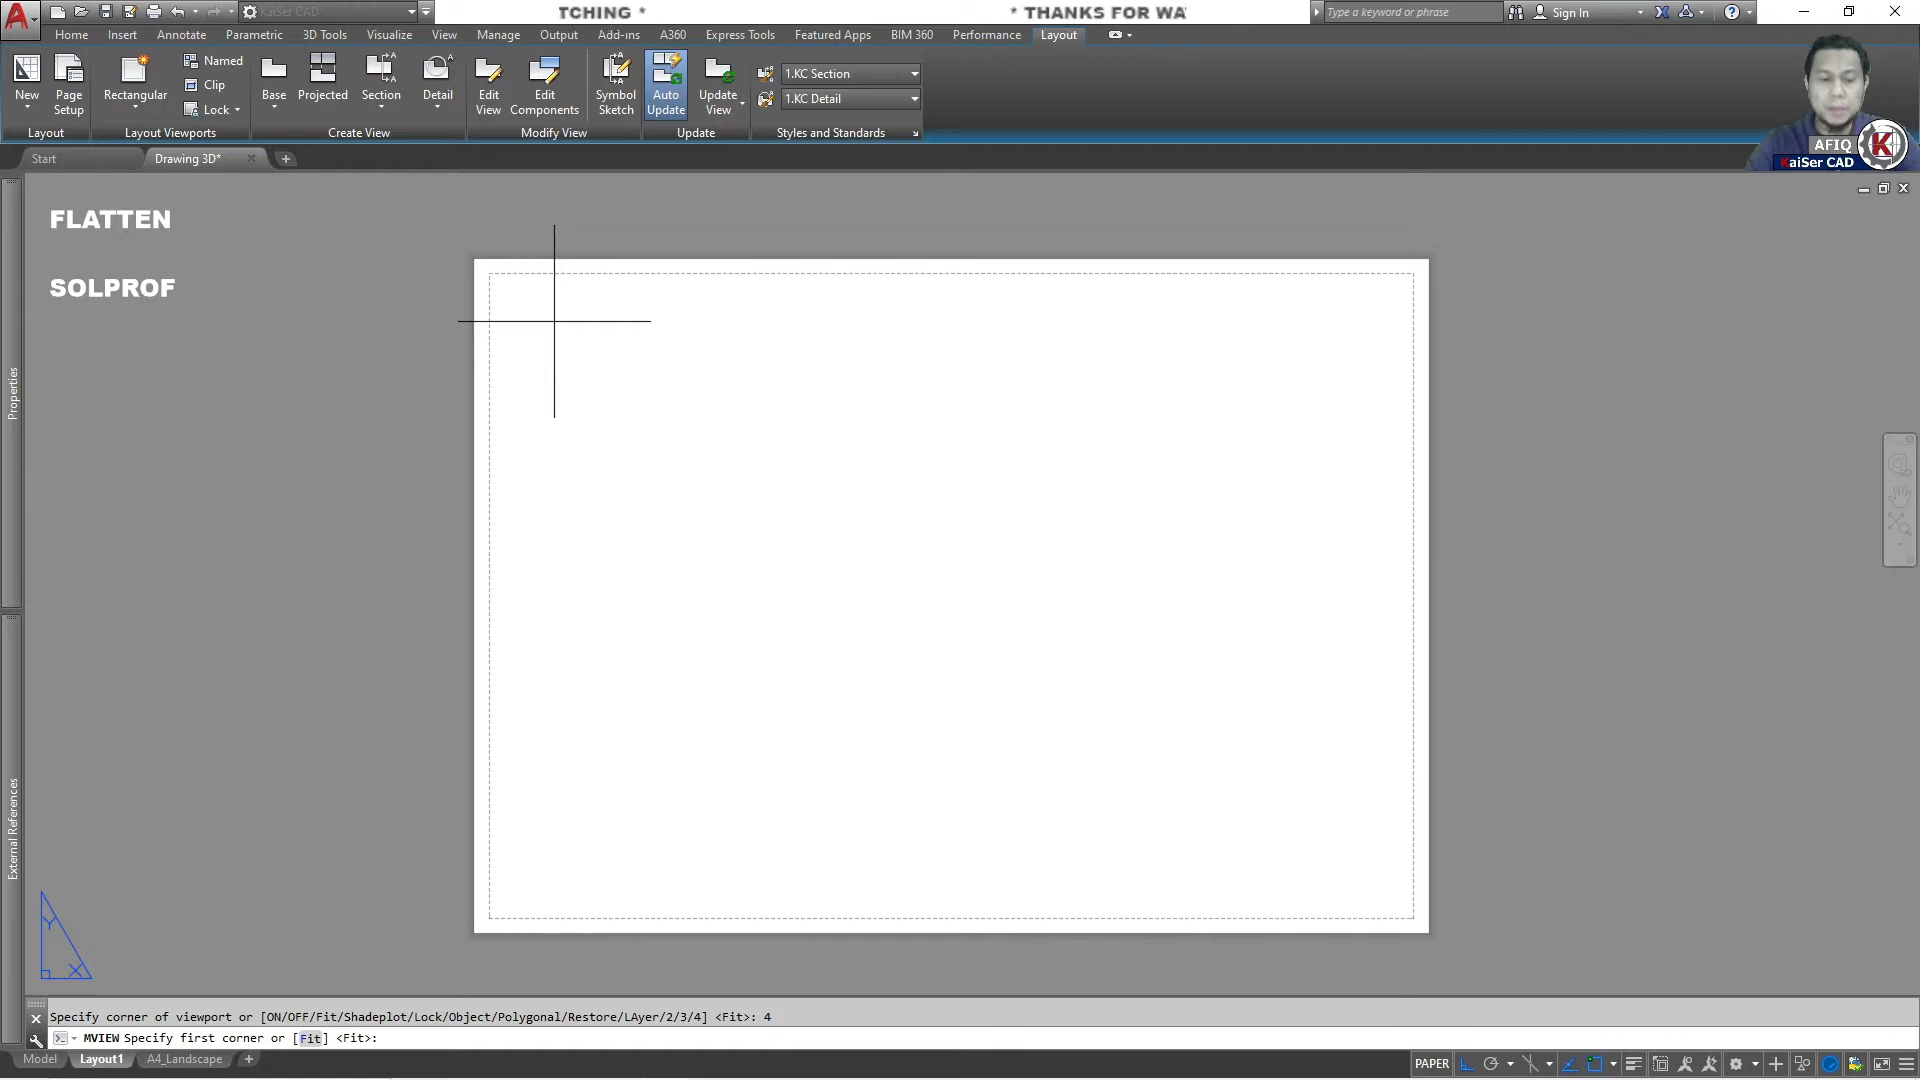 KaiSer CAD
TCHING *
* THANKS FOR WA
Type a keyword or phrase
Sign In
Home Insert Annotate Parametric 3D Tools Visualize View Manage Output Add-ins A360 Express Tools Featured Apps BIM 360 Performance Layout
New
Page Setup
Rectangular
Named
Clip
Lock
Base
Projected
Section
Detail
Edit View
Edit Components
Symbol Sketch
Auto Update
Update View
1.KC Section
1.KC Detail
Layout
Layout Viewports
Create View
Modify View
Update
Styles and Standards
AFIQ
KaiSer CAD
Start
Drawing 3D*
FLATTEN
SOLPROF
Properties
External References
Y
X
Specify corner of viewport or [ON/OFF/Fit/Shadeplot/Lock/Object/Polygonal/Restore/LAyer/2/3/4] <Fit>: 4
MVIEW Specify first corner or [Fit] <Fit>:
Model Layout1 A4_Landscape
PAPER